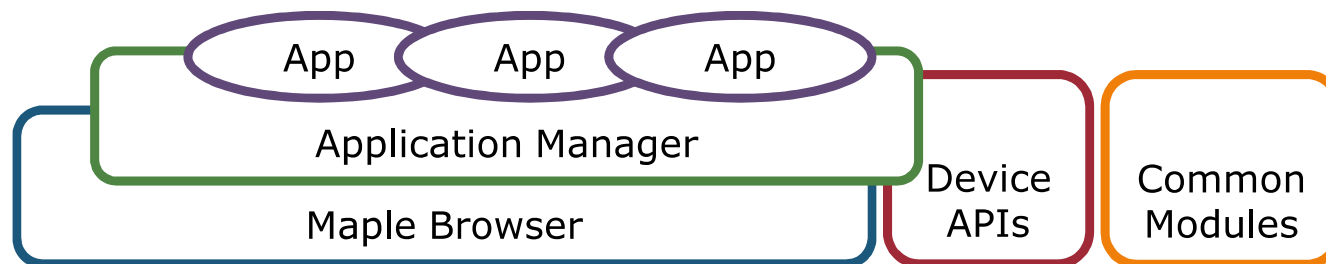 App
App
App
Application Manager
Maple Browser
Device
APIs
Common
Modules